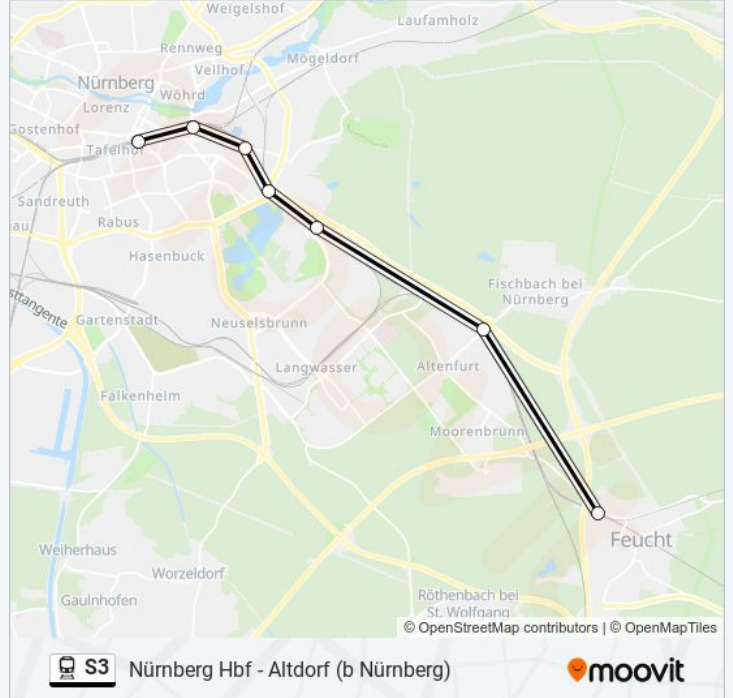 Weigelshof
Laufamholz
Rennweg
Veilhof
Mögeldorf
Nürnberg
Wöhrd
Lorenz
Gostenhof
Tafelhof
Sandreuth
Rabus
au
Hasenbuck
Fischbach bei
Nürnberg
sttangente
Gartenstadt
Neuselsbrunn
Langwasser
Altenfurt
Falkenheim
Moorenbrunn
Feucht
Weiherhaus
Worzeldorf
Gaulnhofen
Röthenbach bei
St. Wolfgang
© OpenStreetMap contributors | © OpenMapTiles
S3 Nürnberg Hbf - Altdorf (b Nürnberg)
moovit